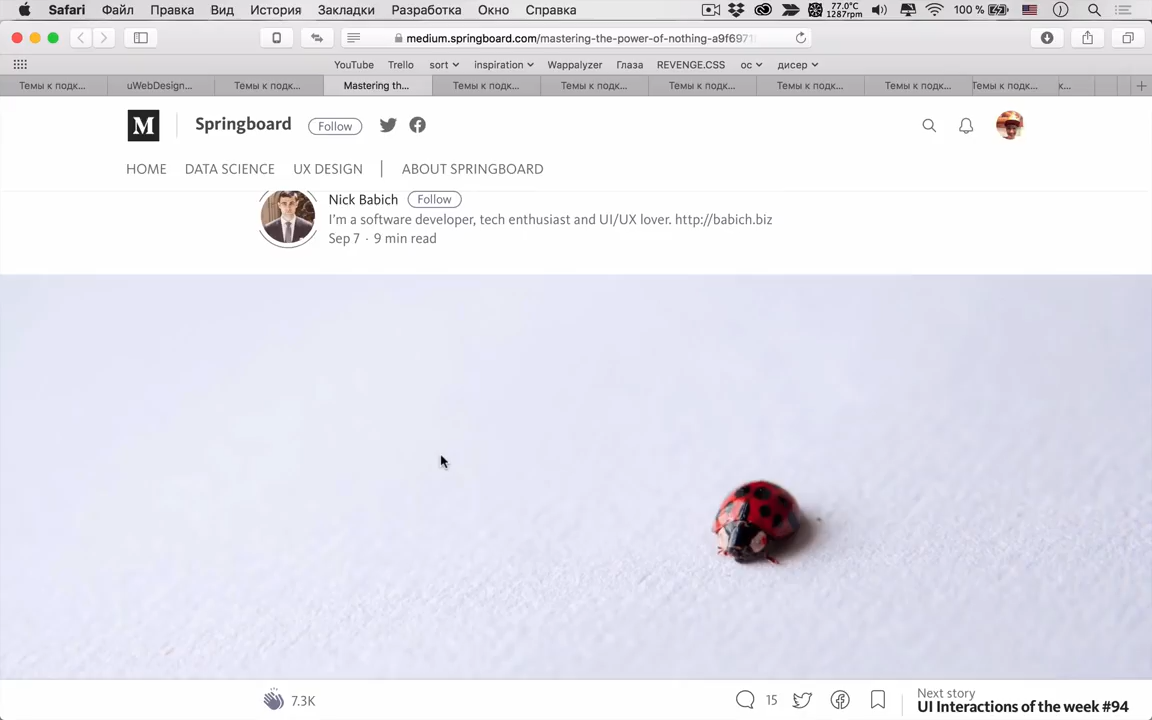 Safari Файл Правка Вид История Закладки Разработка Окно Справка 77.0°C 1287rpm 100 %
medium.springboard.com/mastering-the-power-of-nothing-a9f6971
YouTube Trello sort inspiration Wappalyzer Глаза REVENGE.CSS ос дисер
Темы к подк... uWebDesign... Темы к подк... Mastering th... Темы к подк... Темы к подк... Темы к подк... Темы к подк... Темы к подк... Темы к подк... к...
M Springboard Follow
HOME DATA SCIENCE UX DESIGN ABOUT SPRINGBOARD
Nick Babich Follow
I'm a software developer, tech enthusiast and UI/UX lover. http://babich.biz
Sep 7 · 9 min read
7.3K 15
Next story
UI Interactions of the week #94